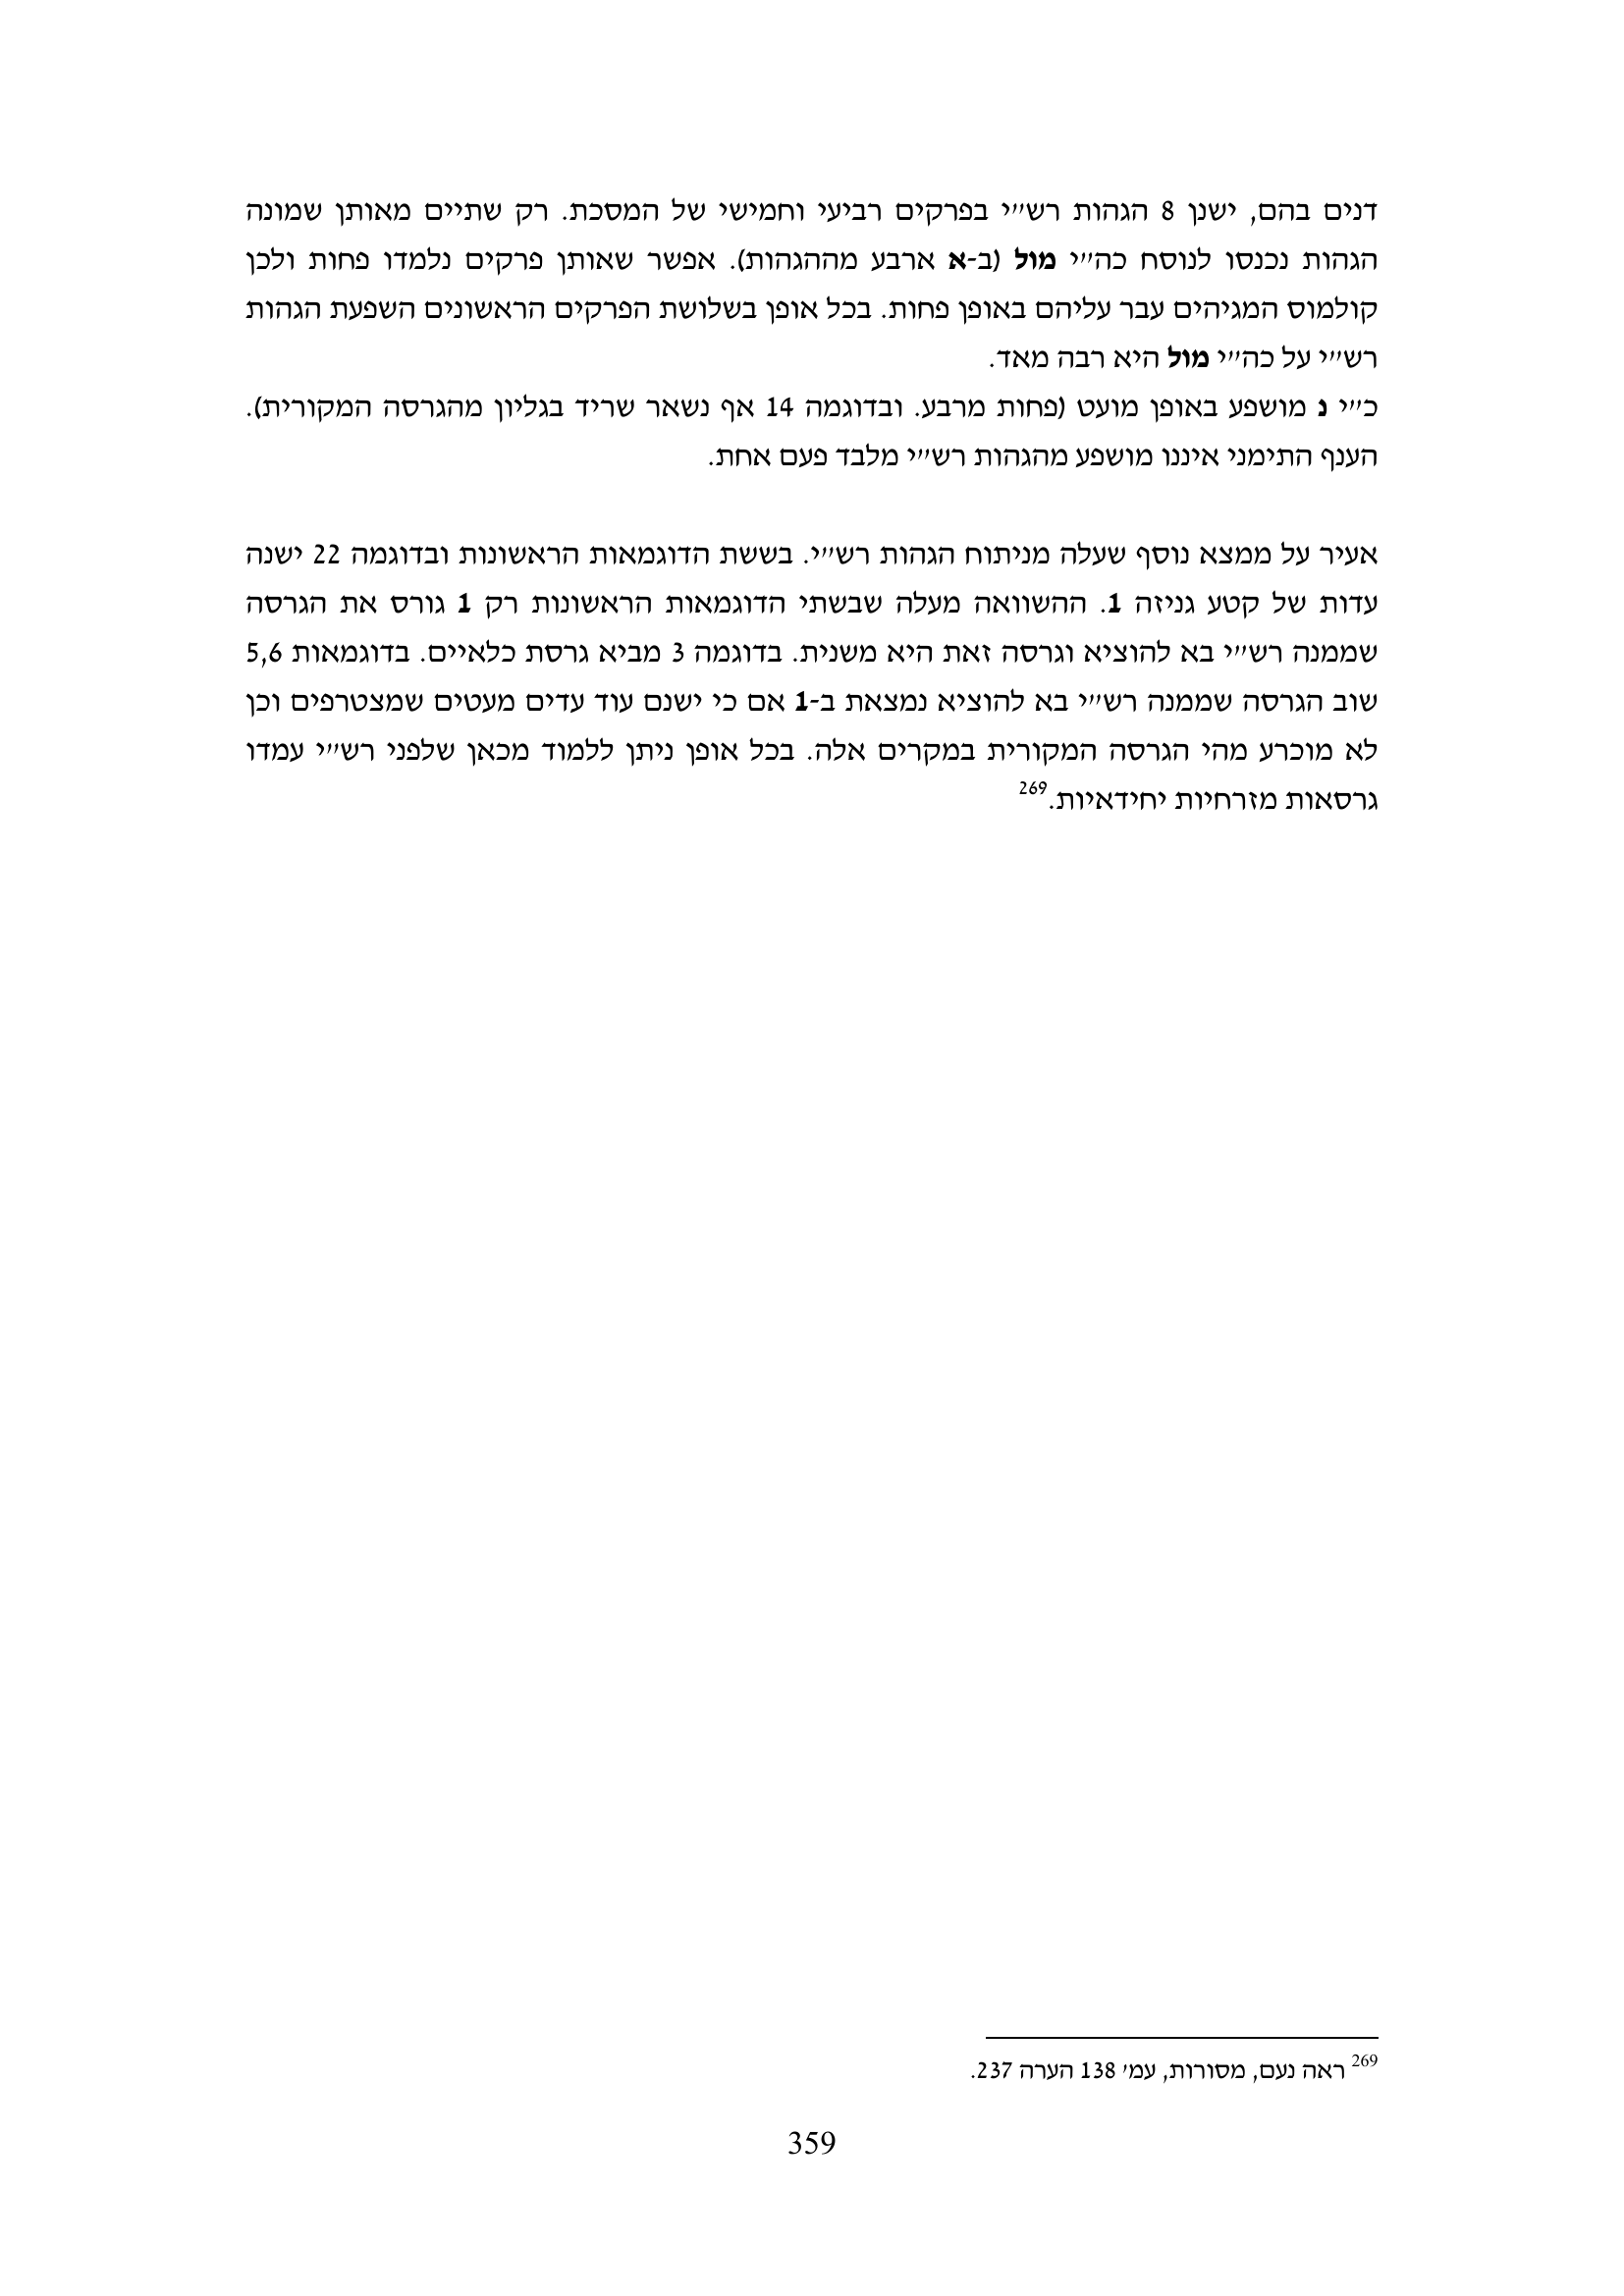 דנים בהם, ישנן 8 הגהות רש״י בפרקים רביעי וחמישי של המסכת. רק שתיים מאותן שמונה
הגהות נכנסו לנוסח כה״י מול (ב-א ארבע מההגהות). אפשר שאותן פרקים נלמדו פחות ולכן
קולמוס המגיהים עבר עליהם באופן פחות. בכל אופן בשלושת הפרקים הראשונים השפעת הגהות
רש״י על כה״י מול היא רבה מאד.
כ״י נ מושפע באופן מועט (פחות מרבע. ובדוגמה 14 אף נשאר שריד בגליון מהגרסה המקורית).
הענף התימני איננו מושפע מהגהות רש״י מלבד פעם אחת.
אעיר על ממצא נוסף שעלה מניתוח הגהות רש״י. בששת הדוגמאות הראשונות ובדוגמה 22 ישנה
עדות של קטע גניזה 1. ההשוואה מעלה שבשתי הדוגמאות הראשונות רק 1 גורס את הגרסה
שממנה רש״י בא להוציא וגרסה זאת היא משנית. בדוגמה 3 מביא גרסת כלאיים. בדוגמאות 5,6
שוב הגרסה שממנה רש״י בא להוציא נמצאת ב-1 אם כי ישנם עוד עדים מעטים שמצטרפים וכן
לא מוכרע מהי הגרסה המקורית במקרים אלה. בכל אופן ניתן ללמוד מכאן שלפני רש״י עמדו
גרסאות מזרחיות יחידאיות.269
269 ראה נעם, מסורות, עמ׳ 138 הערה 237.
359